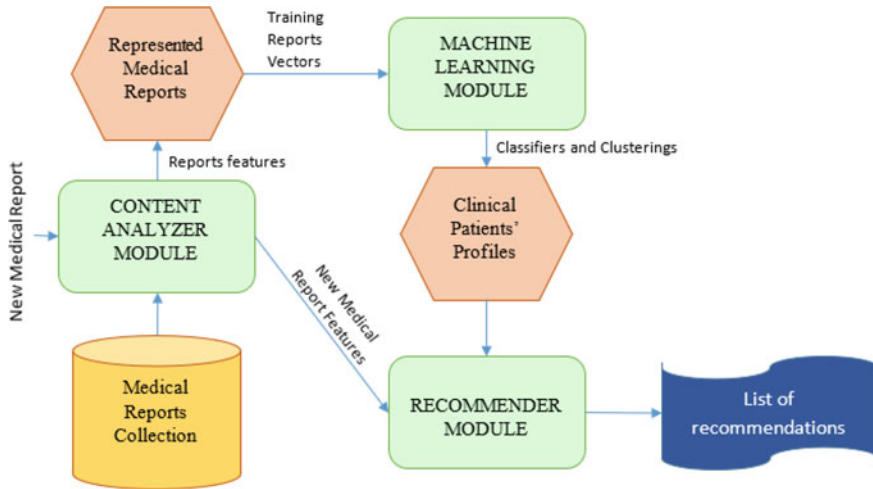 Represented
Medical
Reports
Training
Reports
Vectors
MACHINE
LEARNING
MODULE
Reports features
Classifiers and Clusterings
New Medical Report
CONTENT
ANALYZER
MODULE
Clinical
Patients'
Profiles
New Medical
Report Features
Medical
Reports
Collection
RECOMMENDER
MODULE
List of
recommendations